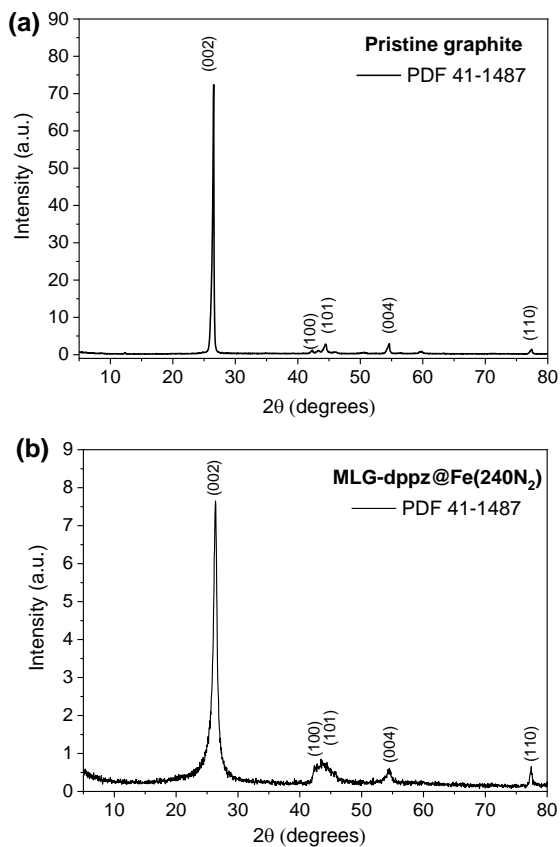 (a)
Pristine graphite
PDF 41-1487
(002)
(100)
(101)
(004)
(110)
Intensity (a.u.)
90
80
70
60
50
40
30
20
10
0
10 20 30 40 50 60 70 80
2θ (degrees)
(b)
MLG-dppz@Fe(240N₂)
PDF 41-1487
(002)
(100)
(101)
(004)
(110)
Intensity (a.u.)
9
8
7
6
5
4
3
2
1
0
10 20 30 40 50 60 70 80
2θ (degrees)